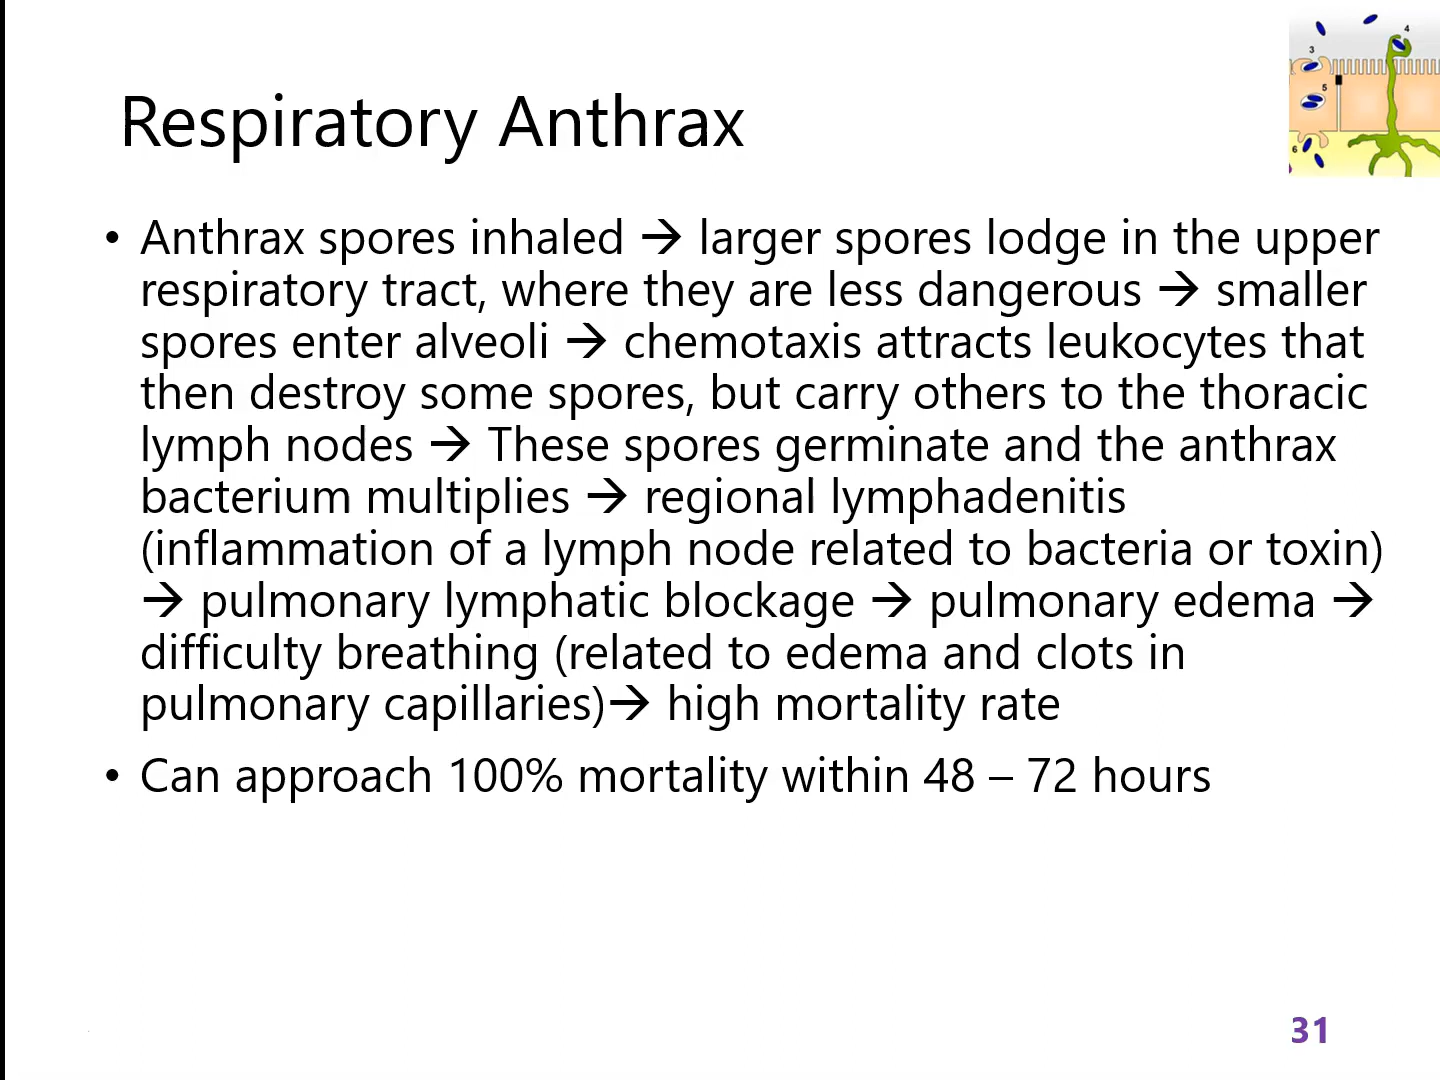 Respiratory Anthrax
3
4
5
6
• Anthrax spores inhaled → larger spores lodge in the upper
respiratory tract, where they are less dangerous → smaller
spores enter alveoli → chemotaxis attracts leukocytes that
then destroy some spores, but carry others to the thoracic
lymph nodes → These spores germinate and the anthrax
bacterium multiplies → regional lymphadenitis
(inflammation of a lymph node related to bacteria or toxin)
→ pulmonary lymphatic blockage → pulmonary edema →
difficulty breathing (related to edema and clots in
pulmonary capillaries)→ high mortality rate
• Can approach 100% mortality within 48 – 72 hours
31